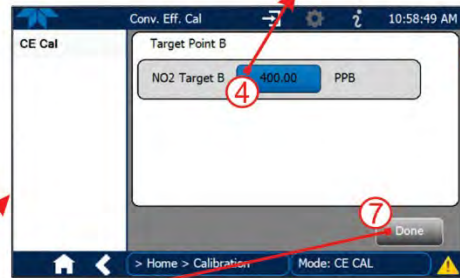 Conv. Eff. Cal
10:58:49 AM
CE Cal
Target Point B
NO2 Target B
400.00
PPB
4
7
Done
> Home > Calibration
Mode: CE CAL